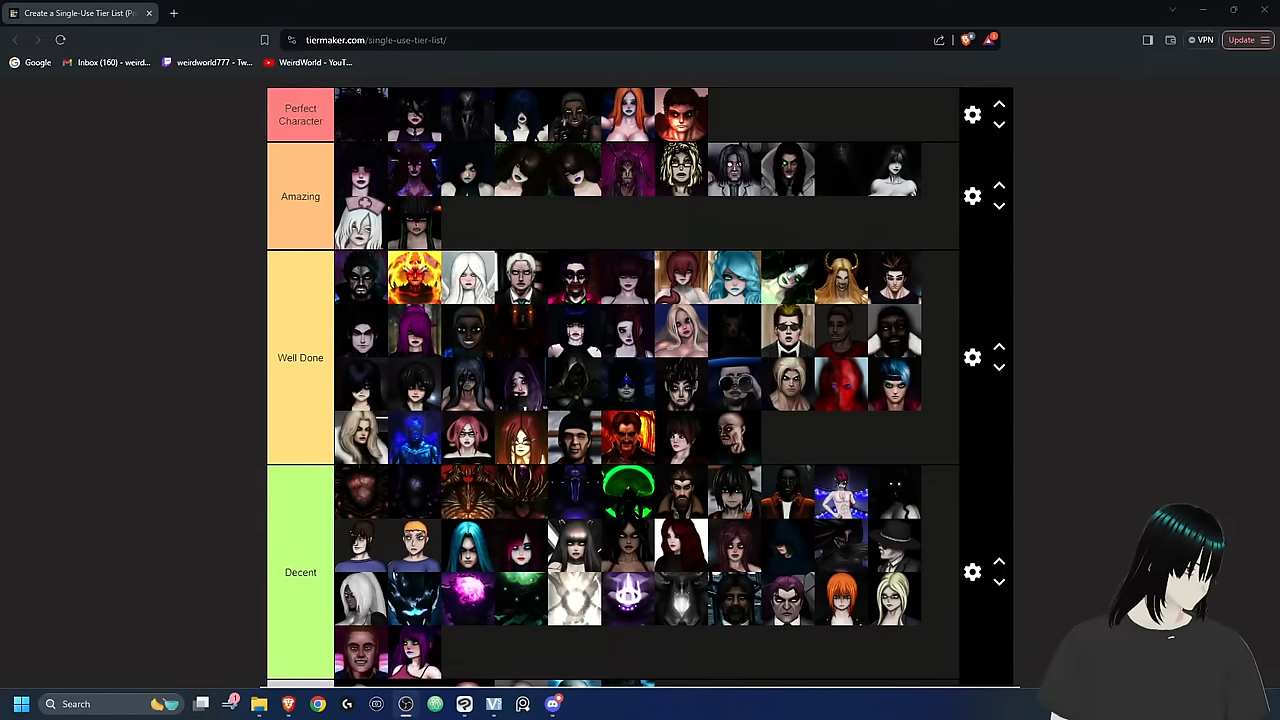 Create a Single-Use Tier List (Pr
tiermaker.com/single-use-tier-list/
VPN
Update
Google
Inbox (160) - weird...
weirdworld777 - Tw...
WeirdWorld - YouT...
Perfect
Character
Amazing
Well Done
Decent
Search